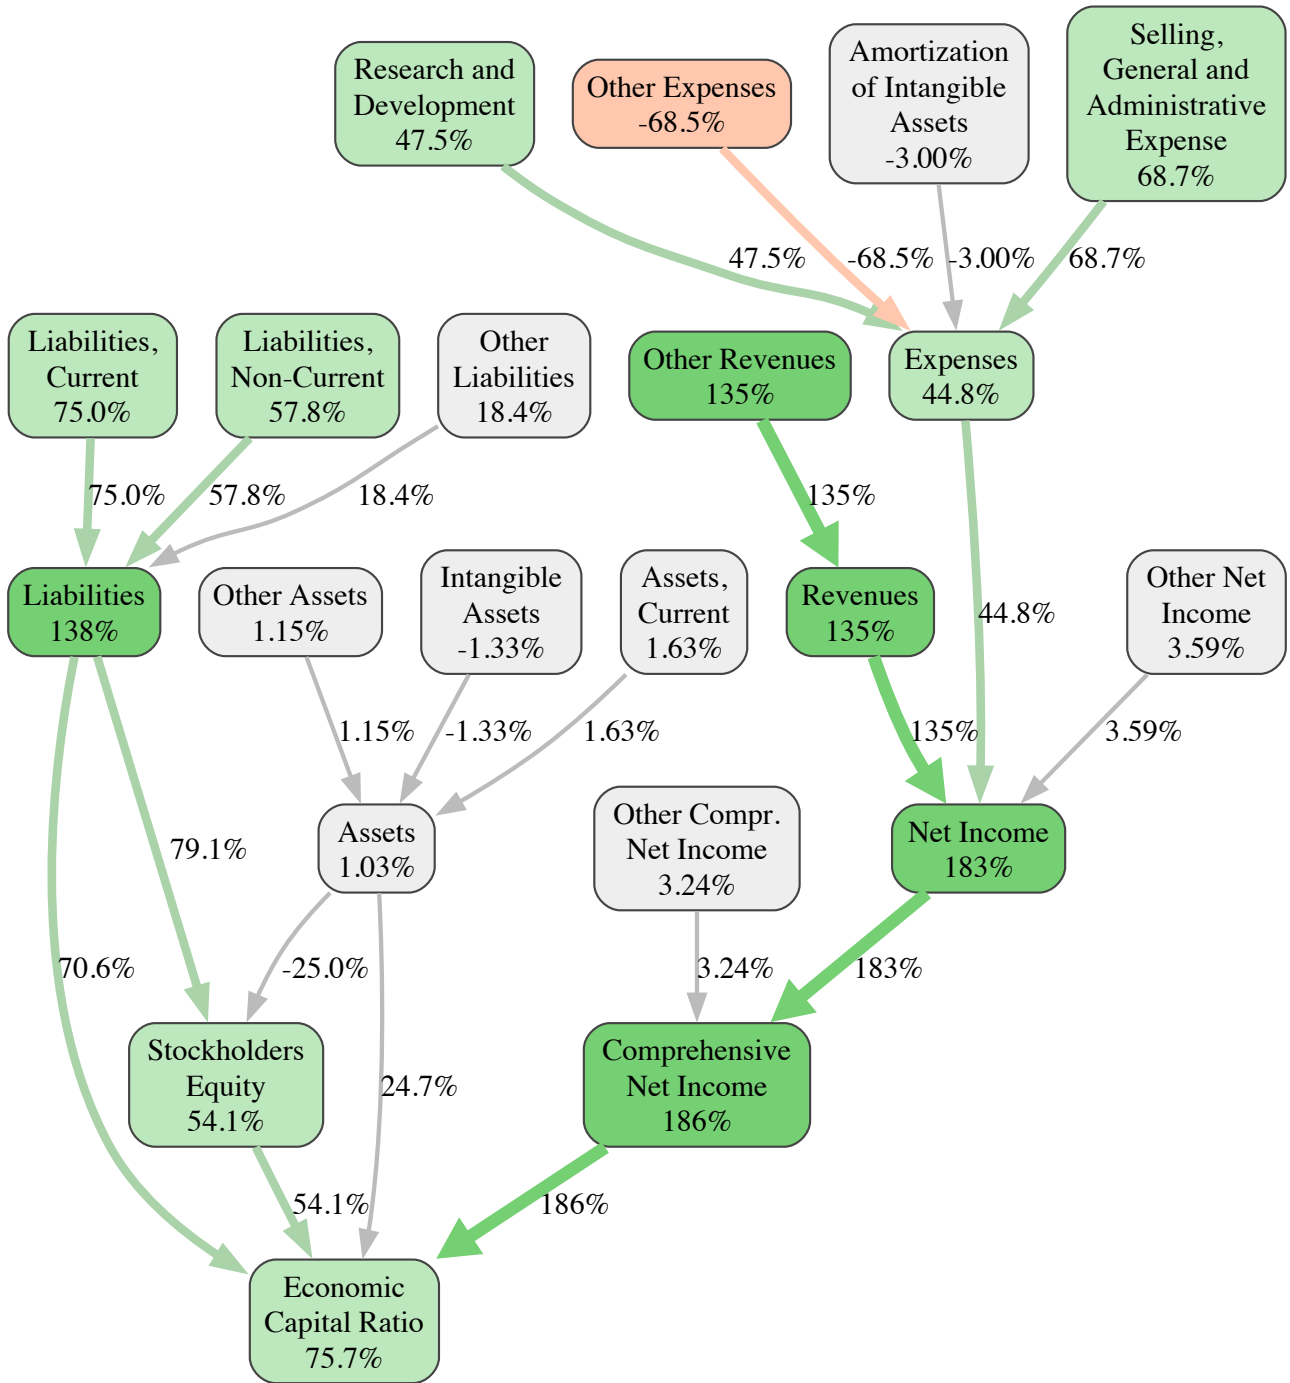 Research and
Development
47.5%
Other Expenses
-68.5%
Amortization
of Intangible
Assets
-3.00%
Selling,
General and
Administrative
Expense
68.7%
47.5%
-68.5%
-3.00%
68.7%
Liabilities,
Current
75.0%
Liabilities,
Non-Current
57.8%
Other
Liabilities
18.4%
Other Revenues
135%
Expenses
44.8%
75.0%
57.8%
18.4%
135%
Liabilities
138%
Other Assets
1.15%
Intangible
Assets
-1.33%
Assets,
Current
1.63%
Revenues
135%
44.8%
Other Net
Income
3.59%
1.15%
-1.33%
1.63%
135%
3.59%
79.1%
Assets
1.03%
Other Compr.
Net Income
3.24%
Net Income
183%
70.6%
-25.0%
3.24%
183%
Stockholders
Equity
54.1%
24.7%
Comprehensive
Net Income
186%
54.1%
186%
Economic
Capital Ratio
75.7%